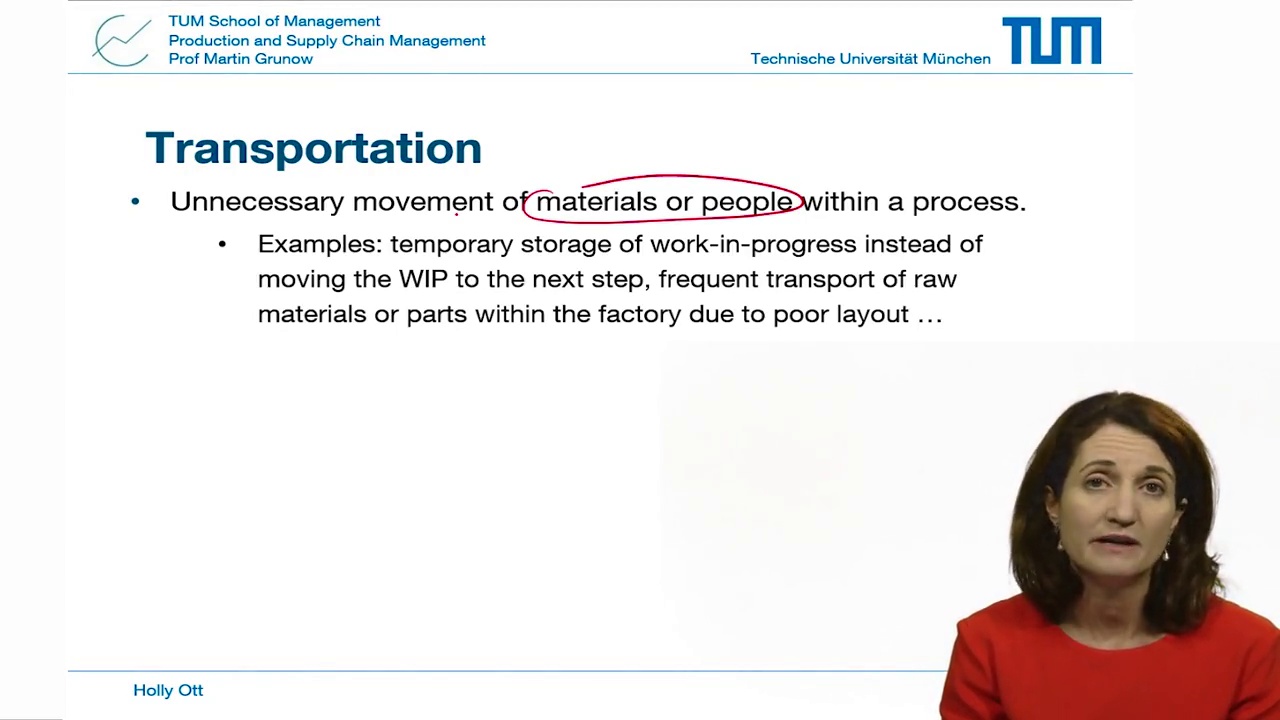 TUM School of Management
Production and Supply Chain Management
Prof Martin Grunow
Technische Universität München
TUM
Transportation
• Unnecessary movement of materials or people within a process.
• Examples: temporary storage of work-in-progress instead of
moving the WIP to the next step, frequent transport of raw
materials or parts within the factory due to poor layout …
Holly Ott